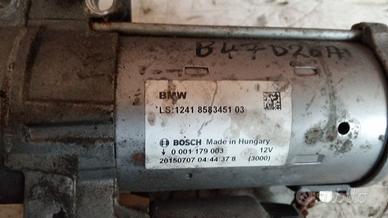 B47D20A
BMW
LS:1241 8583451 03
BOSCH Made in Hungary
0 001 179 003 12V
20150707 04:44:37 8 (3000)